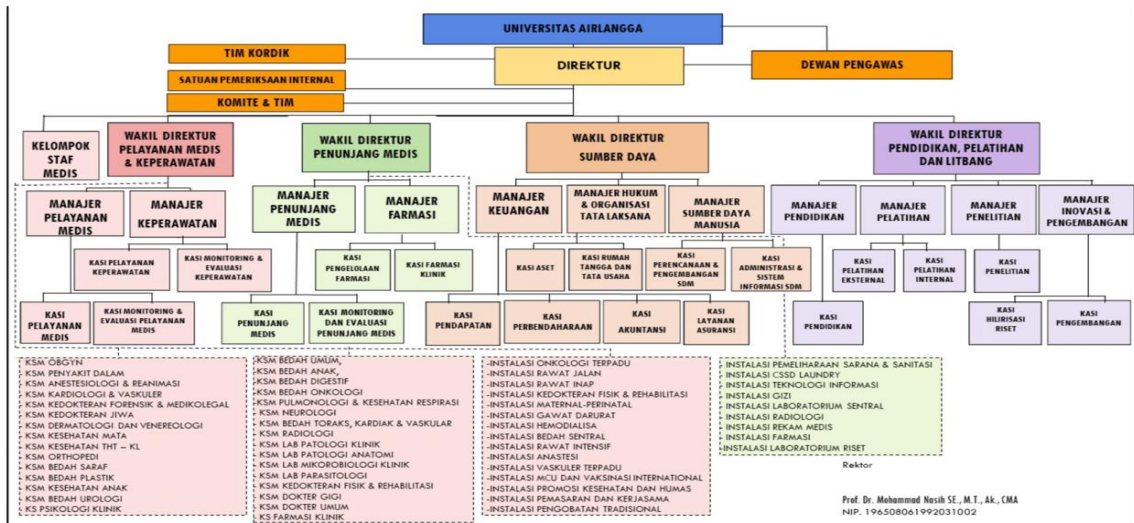 UNIVERSITAS AIRLANGGA
TIM KORDIK
DIREKTUR
DEWAN PENGAWAS
SATUAN PEMERIKSAAN INTERNAL
KOMITE & TIM
KELOMPOK
STAF
MEDIS
WAKIL DIREKTUR
PELAYANAN MEDIS
& KEPERAWATAN
WAKIL DIREKTUR
PENUNJANG MEDIS
WAKIL DIREKTUR
SUMBER DAYA
WAKIL DIREKTUR
PENDIDIKAN, PELATIHAN
DAN LITBANG
MANAJER
PELAYANAN
MEDIS
MANAJER
KEPERAWATAN
MANAJER
PENUNJANG
MEDIS
MANAJER
FARMASI
MANAJER
KEUANGAN
MANAJER HUKUM
& ORGANISASI
TATA LAKSANA
MANAJER
SUMBER DAYA
MANUSIA
MANAJER
PENDIDIKAN
MANAJER
PELATIHAN
MANAJER
PENELITIAN
MANAJER
INOVASI &
PENGEMBANGAN
KASI PELAYANAN
KEPERAWATAN
KASI MONITORING &
EVALUASI KEPERAWATAN
KASI
PENGELOLAAN
FARMASI
KASI FARMASI
KLINIK
KASI ASET
KASI RUMAH
TANGGA DAN
TATA USAHA
KASI
PERENCANAAN &
PENGEMBANGAN
SDM
KASI
ADMINISTRASI &
SISTEM
INFORMASI SDM
KASI
PELATIHAN
EKSTERNAL
KASI
PELATIHAN
INTERNAL
KASI
PENELITIAN
KASI
PELAYANAN
MEDIS
KASI MONITORING &
EVALUASI PELAYANAN
MEDIS
KASI
PENUNJANG
MEDIS
KASI MONITORING
DAN EVALUASI
PENUNJANG MEDIS
KASI
PENDAPATAN
KASI
PERBENDAHARAAN
KASI
AKUNTANSI
KASI
LAYANAN
ASURANSI
KASI
PENDIDIKAN
KASI
HILIRISASI
RISET
KASI
PENGEMBANGAN
- KSM OBGYN
- KSM PENYAKIT DALAM
- KSM ANESTESIOLOGI & REANIMASI
- KSM KARDIOLOGI & VASKULER
- KSM KEDOKTERAN FORENSIK & MEDIKOLEGAL
- KSM KEDOKTERAN JIWA
- KSM DERMATOLOGI DAN VENEREOLOGI
- KSM KESEHATAN MATA
- KSM KESEHATAN THT – KL
- KSM ORTHOPEDI
- KSM BEDAH SARAF
- KSM BEDAH PLASTIK
- KSM KESEHATAN ANAK
- KSM BEDAH UROLOGI
- KS PSIKOLOGI KLINIK
-KSM BEDAH UMUM,
-KSM BEDAH ANAK,
-KSM BEDAH DIGESTIF
-KSM BEDAH ONKOLOGI
-KSM PULMONOLOGI & KESEHATAN RESPIRASI
- KSM NEUROLOGI
- KSM BEDAH TORAKS, KARDIAK & VASKULAR
- KSM RADIOLOGI
- KSM LAB PATOLOGI KLINIK
- KSM LAB PATOLOGI ANATOMI
- KSM LAB MIKROBIOLOGI KLINIK
- KSM LAB PARASITOLOGI
- KSM KEDOKTERAN FISIK & REHABILITASI
- KSM DOKTER GIGI
- KSM DOKTER UMUM
- KS FARMASI KLINIK
-INSTALASI ONKOLOGI TERPADU
-INSTALASI RAWAT JALAN
-INSTALASI RAWAT INAP
-INSTALASI KEDOKTERAN FISIK & REHABILITASI
-INSTALASI MATERNAL-PERINATAL
-INSTALASI GAWAT DARURAT
-INSTALASI HEMODIALISA
-INSTALASI BEDAH SENTRAL
-INSTALASI RAWAT INTENSIF
-INSTALASI ANASTESI
-INSTALASI VASKULER TERPADU
-INSTALASI MCU DAN VAKSINASI INTERNATIONAL
-INSTALASI PROMOSI KESEHATAN DAN HUMAS
-INSTALASI PEMASARAN DAN KERJASAMA
-INSTALASI PENGOBATAN TRADISIONAL
-INSTALASI PEMELIHARAAN SARANA & SANITASI
-INSTALASI CSSD LAUNDRY
-INSTALASI TEKNOLOGI INFORMASI
-INSTALASI GIZI
-INSTALASI LABORATORIUM SENTRAL
-INSTALASI RADIOLOGI
-INSTALASI REKAM MEDIS
-INSTALASI FARMASI
-INSTALASI LABORATORIUM RISET
Rektor
Prof. Dr. Mohammad Nasih SE., M.T., Ak., CMA
NIP. 196508061992031002